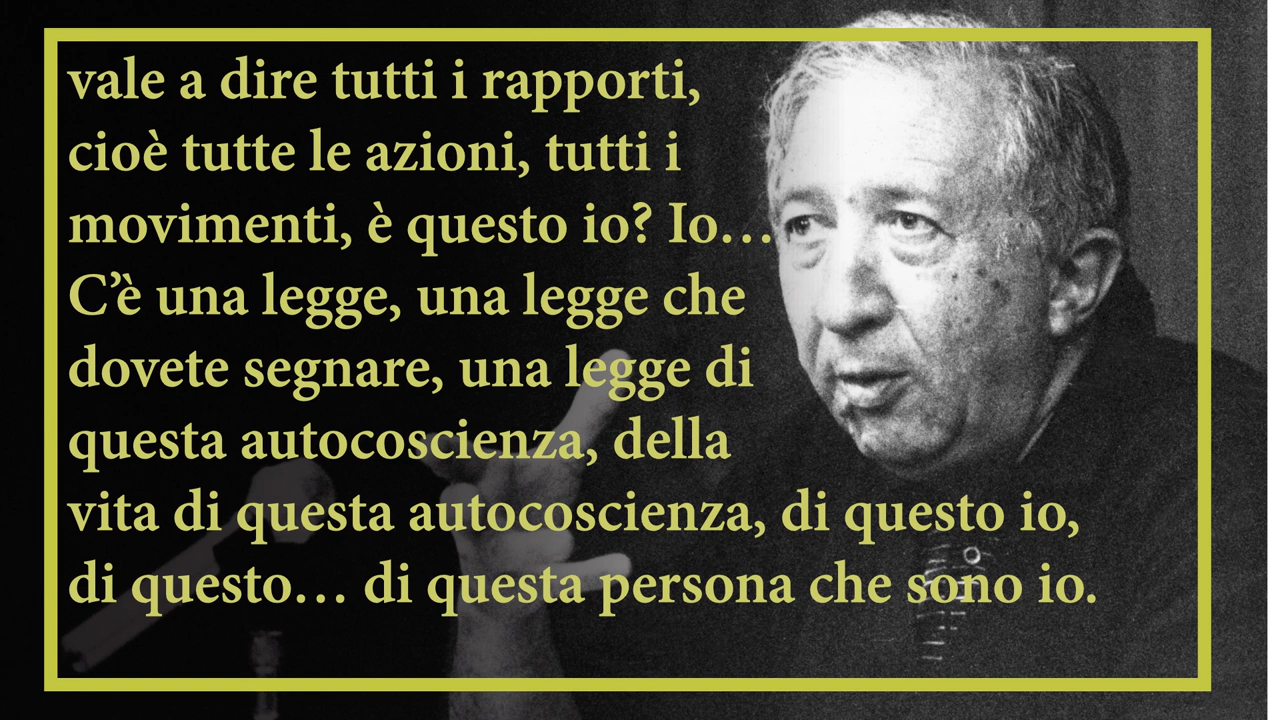 vale a dire tutti i rapporti,
cioè tutte le azioni, tutti i
movimenti, è questo io? Io…
C’è una legge, una legge che
dovete segnare, una legge di
questa autocoscienza, della
vita di questa autocoscienza, di questo io,
di questo… di questa persona che sono io.